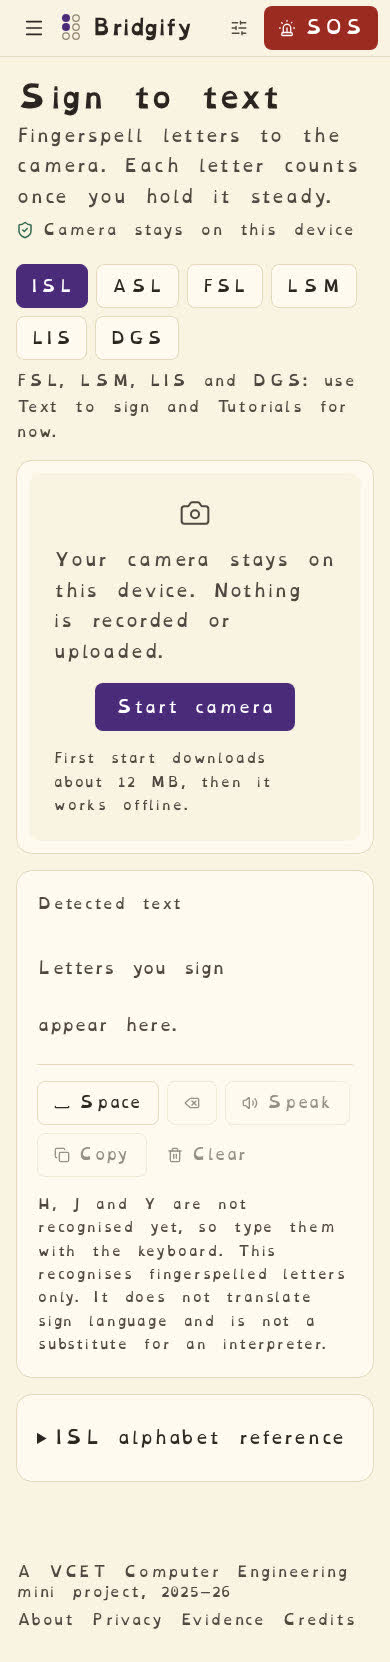 Bridgify
SOS
Sign to text
Fingerspell letters to the
camera. Each letter counts
once you hold it steady.
Camera stays on this device
ISL ASL FSL LSM
LIS DGS
FSL, LSM, LIS and DGS: use
Text to sign and Tutorials for
now.
Your camera stays on
this device. Nothing
is recorded or
uploaded.
Start camera
First start downloads
about 12 MB, then it
works offline.
Detected text
Letters you sign
appear here.
Space Speak
Copy Clear
H, J and Y are not
recognised yet, so type them
with the keyboard. This
recognises fingerspelled letters
only. It does not translate
sign language and is not a
substitute for an interpreter.
ISL alphabet reference
A VCET Computer Engineering
mini project, 2025–26
About Privacy Evidence Credits